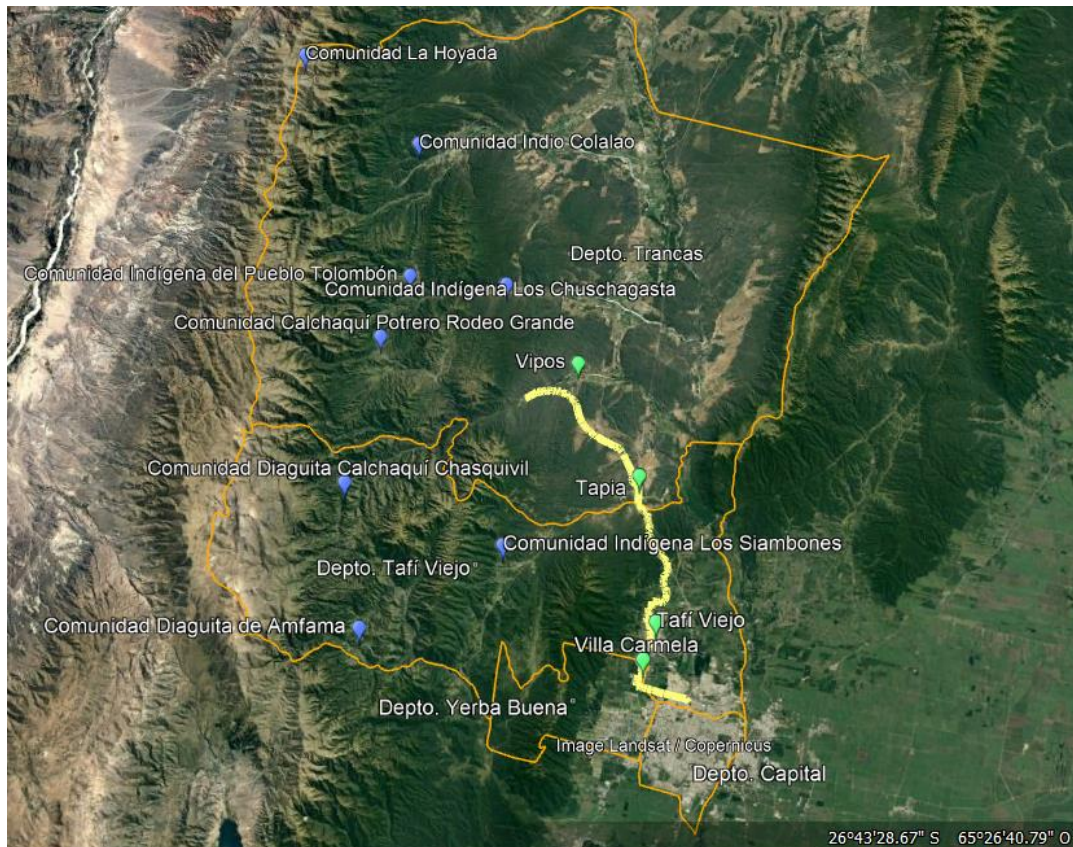 Comunidad La Hoyada
Comunidad Indio Colalao
Depto. Trancas
Comunidad Indígena del Pueblo Tolombón
Comunidad Indígena Los Chuschagasta
Comunidad Calchaquí Potrero Rodeo Grande
Vipos
Comunidad Diaguita Calchaquí Chasquivil
Tapia
Comunidad Indígena Los Siambones
Depto. Tafí Viejo
Comunidad Diaguita de Amfama
Tafí Viejo
Villa Carmela
Depto. Yerba Buena
Image Landsat / Copernicus
Depto. Capital
26°43'28.67" S 65°26'40.79" O